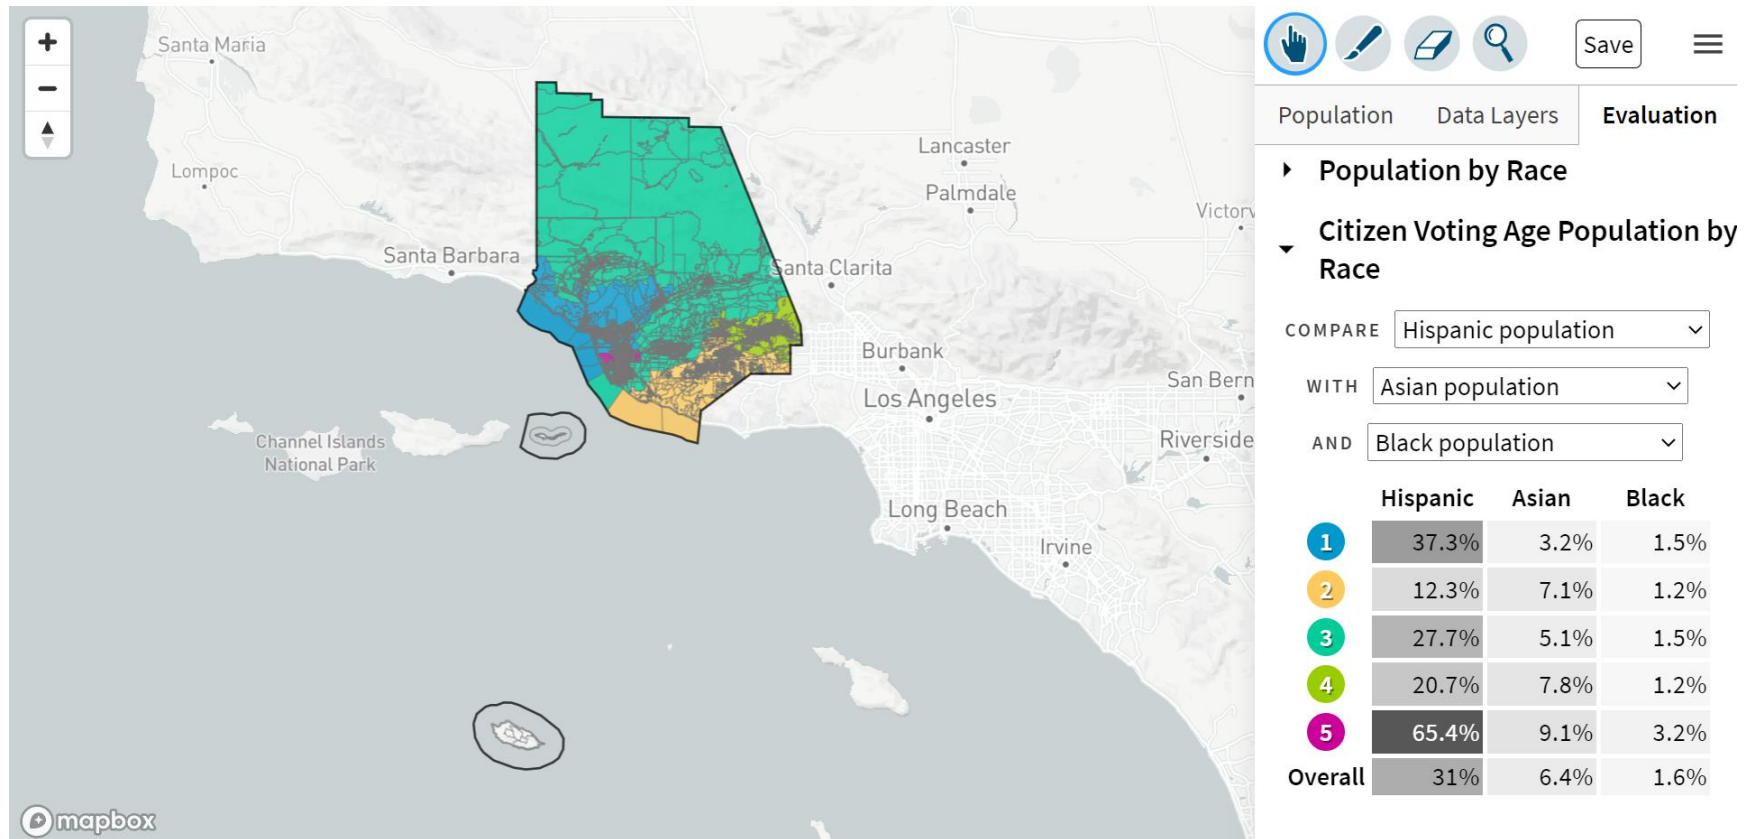 Santa Maria
Lompoc
Santa Barbara
Lancaster
Palmdale
Victorv
Santa Clarita
Burbank
Los Angeles
San Bern
Riverside
Channel Islands
National Park
Long Beach
Irvine
mapbox
Save
Population Data Layers Evaluation
Population by Race
Citizen Voting Age Population by
Race
COMPARE Hispanic population
WITH Asian population
AND Black population
Hispanic Asian Black
1 37.3% 3.2% 1.5%
2 12.3% 7.1% 1.2%
3 27.7% 5.1% 1.5%
4 20.7% 7.8% 1.2%
5 65.4% 9.1% 3.2%
Overall 31% 6.4% 1.6%